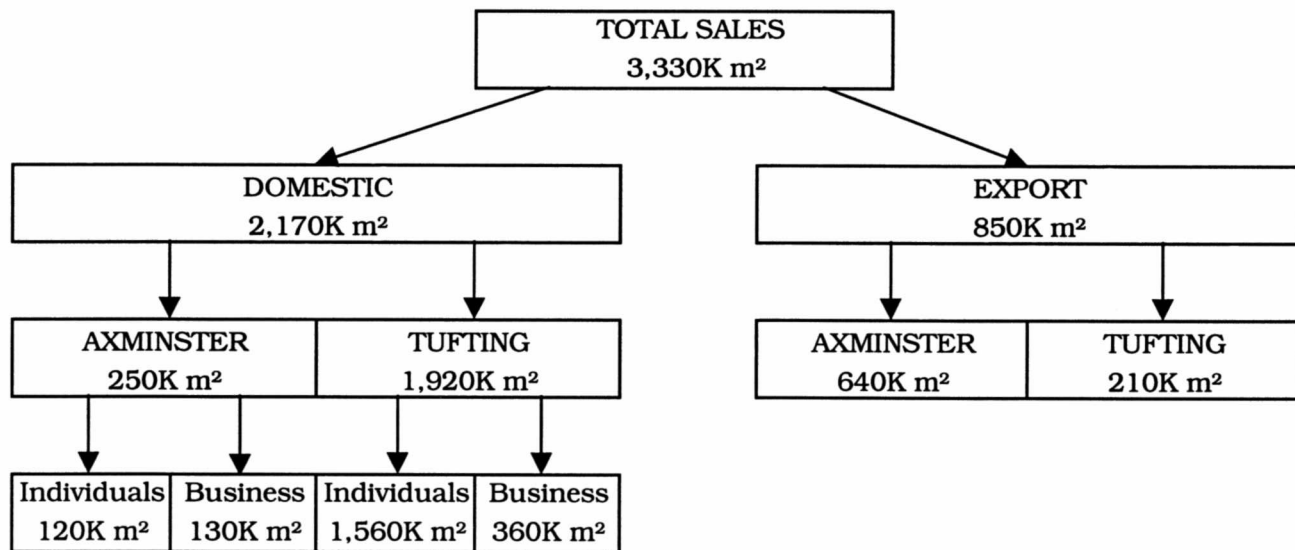 TOTAL SALES
3,330K m²
DOMESTIC
2,170K m²
EXPORT
850K m²
AXMINSTER
250K m²
TUFTING
1,920K m²
AXMINSTER
640K m²
TUFTING
210K m²
Individuals
120K m²
Business
130K m²
Individuals
1,560K m²
Business
360K m²